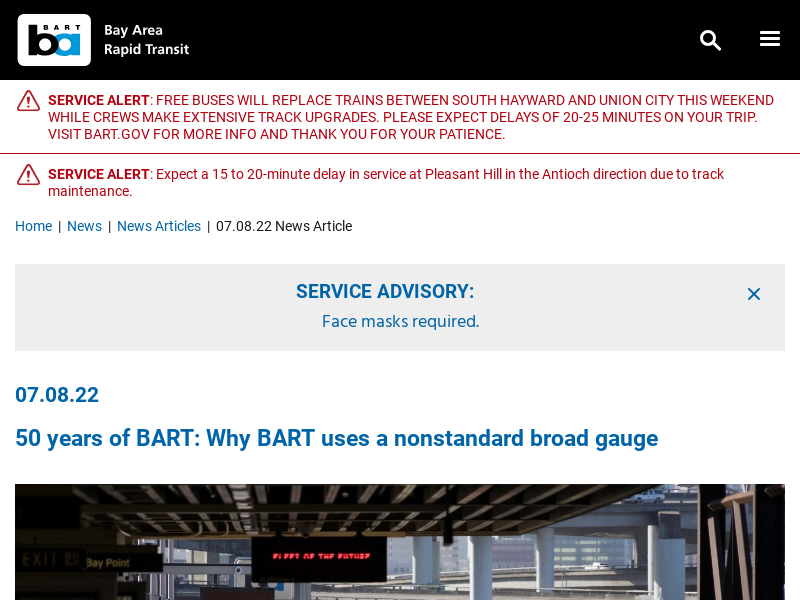 BART
ba
Bay Area
Rapid Transit
SERVICE ALERT: FREE BUSES WILL REPLACE TRAINS BETWEEN SOUTH HAYWARD AND UNION CITY THIS WEEKEND
WHILE CREWS MAKE EXTENSIVE TRACK UPGRADES. PLEASE EXPECT DELAYS OF 20-25 MINUTES ON YOUR TRIP.
VISIT BART.GOV FOR MORE INFO AND THANK YOU FOR YOUR PATIENCE.
SERVICE ALERT: Expect a 15 to 20-minute delay in service at Pleasant Hill in the Antioch direction due to track
maintenance.
Home | News | News Articles | 07.08.22 News Article
SERVICE ADVISORY:
Face masks required.
07.08.22
50 years of BART: Why BART uses a nonstandard broad gauge
FLEET OF THE FUTURE
EXIT
Bay Point